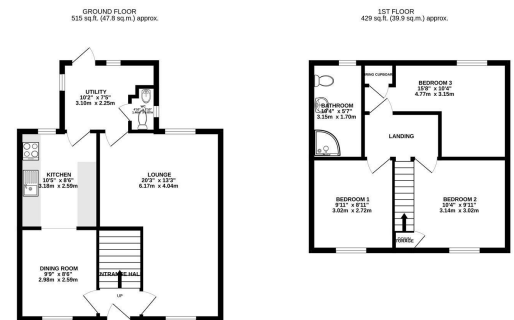 GROUND FLOOR
515 sq.ft. (47.8 sq.m.) approx.
1ST FLOOR
429 sq.ft. (39.9 sq.m.) approx.
UTILITY
10'2" x 7'5"
3.10m x 2.25m
KITCHEN
10'5" x 8'6"
3.18m x 2.59m
LOUNGE
20'3" x 13'3"
6.17m x 4.04m
DINING ROOM
9'9" x 8'6"
2.98m x 2.59m
ENTRANCE HALL
UP
BEDROOM 3
15'8" x 10'4"
4.77m x 3.15m
BATHROOM
10'4" x 5'7"
3.15m x 1.70m
LANDING
BEDROOM 1
9'11" x 8'11"
3.02m x 2.72m
BEDROOM 2
10'4" x 9'11"
3.14m x 3.02m